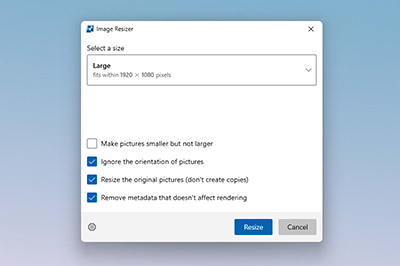 Image Resizer
Select a size
Large
fits within 1920 × 1080 pixels
Make pictures smaller but not larger
Ignore the orientation of pictures
Resize the original pictures (don't create copies)
Remove metadata that doesn't affect rendering
Resize
Cancel